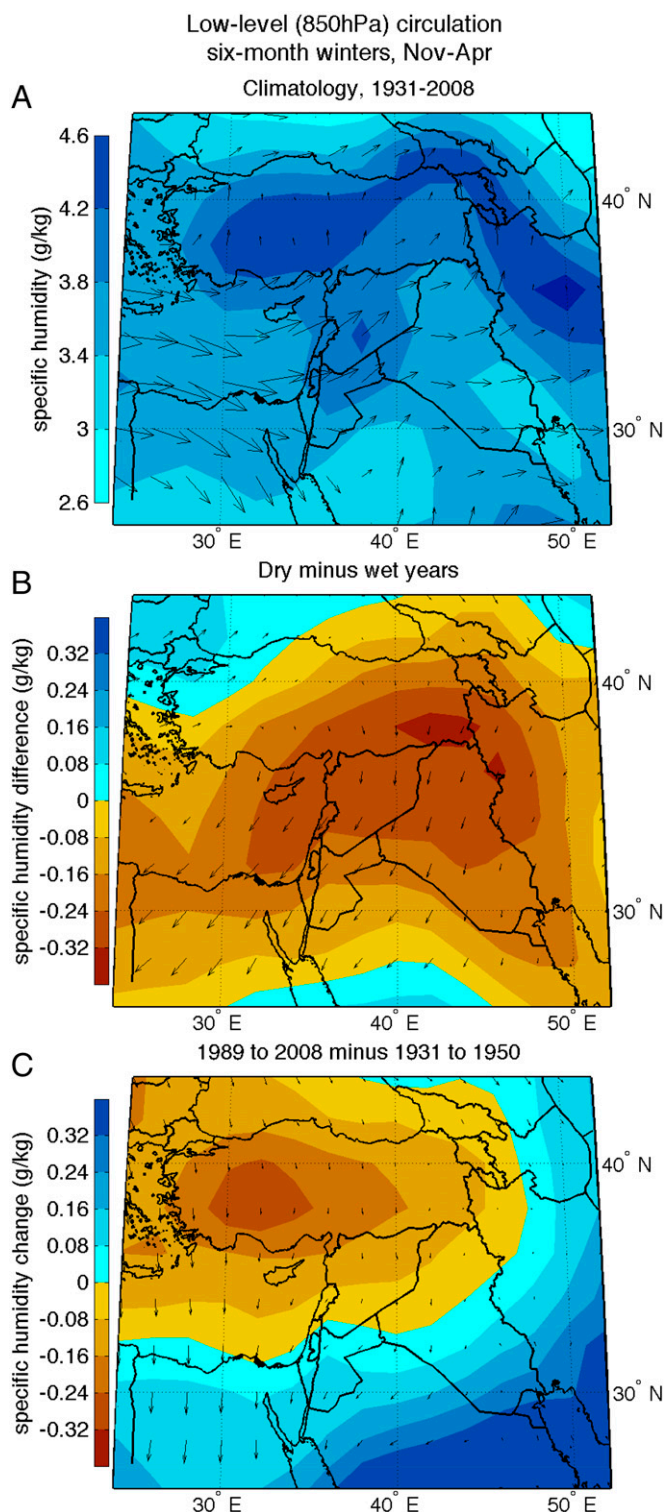 Low-level (850hPa) circulation
six-month winters, Nov-Apr
A
Climatology, 1931-2008
specific humidity (g/kg)
4.6
4.2
3.8
3.4
3
2.6
40° N
30° N
30° E
40° E
50° E
B
Dry minus wet years
specific humidity difference (g/kg)
0.32
0.24
0.16
0.08
0
-0.08
-0.16
-0.24
-0.32
40° N
30° N
30° E
40° E
50° E
C
1989 to 2008 minus 1931 to 1950
specific humidity change (g/kg)
0.32
0.24
0.16
0.08
0
-0.08
-0.16
-0.24
-0.32
40° N
30° N
30° E
40° E
50° E